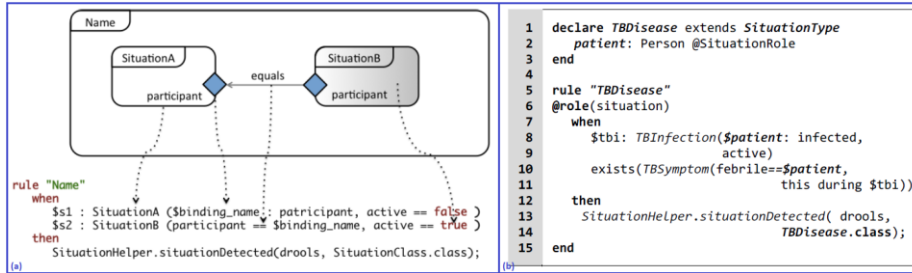 Name
SituationA
SituationB
equals
participant
participant
rule "Name"
when
$s1 : SituationA ($binding_name : patricipant, active == false )
$s2 : SituationB (participant == $binding_name, active == true )
then
SituationHelper.situationDetected(drools, SituationClass.class);
(a)
1 declare TBDisease extends SituationType
2 patient: Person @SituationRole
3 end
4
5 rule "TBDisease"
6 @role(situation)
7 when
8 $tbi: TBInfection($patient: infected,
9 active)
10 exists(TBSymptom(febrile==$patient,
11 this during $tbi))
12 then
13 SituationHelper.situationDetected( drools,
14 TBDisease.class);
15 end
(b)